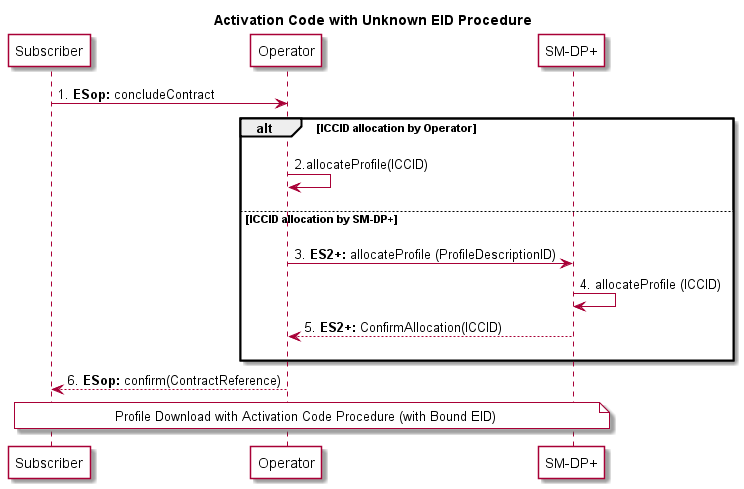 Activation Code with Unknown EID Procedure
Subscriber
Operator
SM-DP+
1. ESop: concludeContract
alt
[ICCID allocation by Operator]
2.allocateProfile(ICCID)
[ICCID allocation by SM-DP+]
3. ES2+: allocateProfile (ProfileDescriptionID)
4. allocateProfile (ICCID)
5. ES2+: ConfirmAllocation(ICCID)
6. ESop: confirm(ContractReference)
Profile Download with Activation Code Procedure (with Bound EID)
Subscriber
Operator
SM-DP+